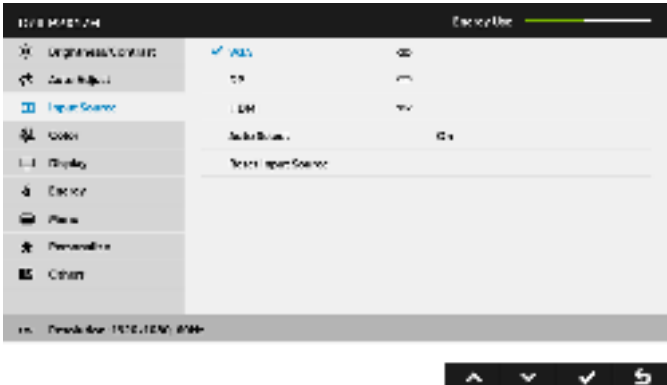 Energy Use
Brightness/Contrast
VGA
Auto Adjust
DP
Input Source
HDMI
Color
Auto Select
On
Display
Reset Input Source
Energy
Menu
Personalize
Others
Resolution: 1920x1080, 60Hz